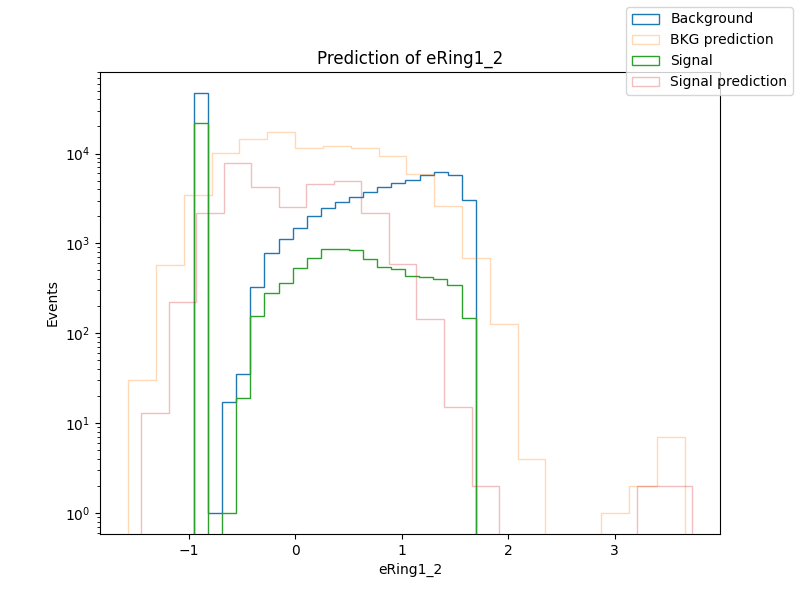 Prediction of eRing1_2
Background
BKG prediction
Signal
Signal prediction
Events
10⁴
10³
10²
10¹
10⁰
−1 0 1 2 3
eRing1_2